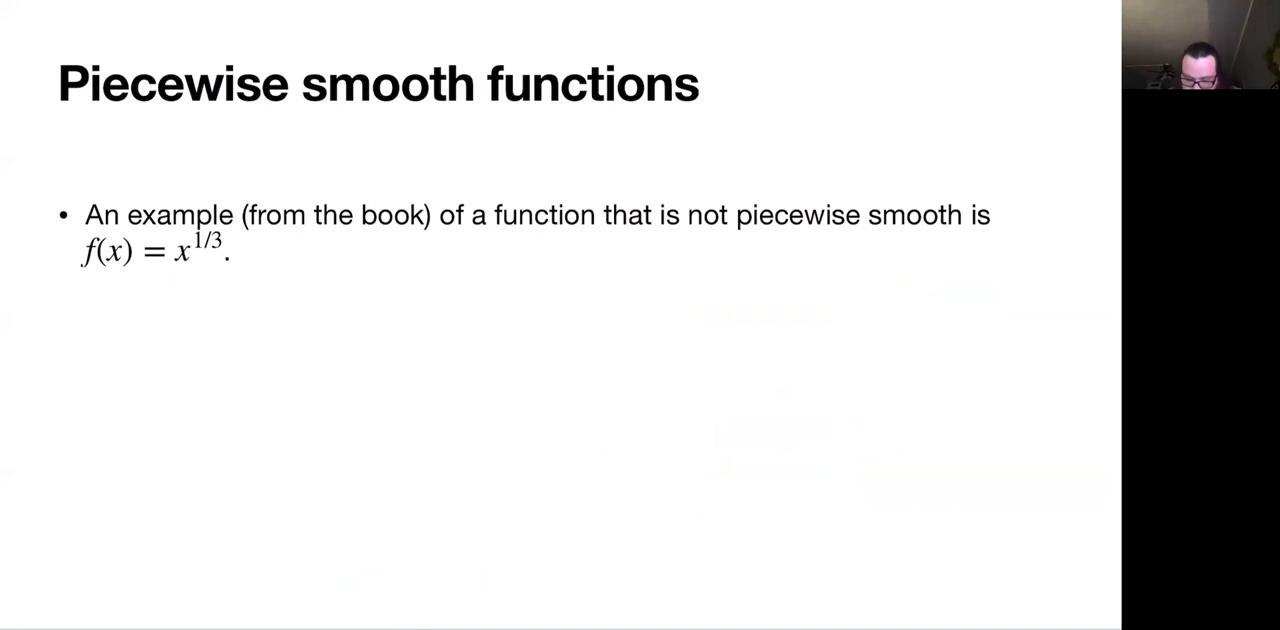 Piecewise smooth functions
• An example (from the book) of a function that is not piecewise smooth is
f(x) = x^{1/3}.